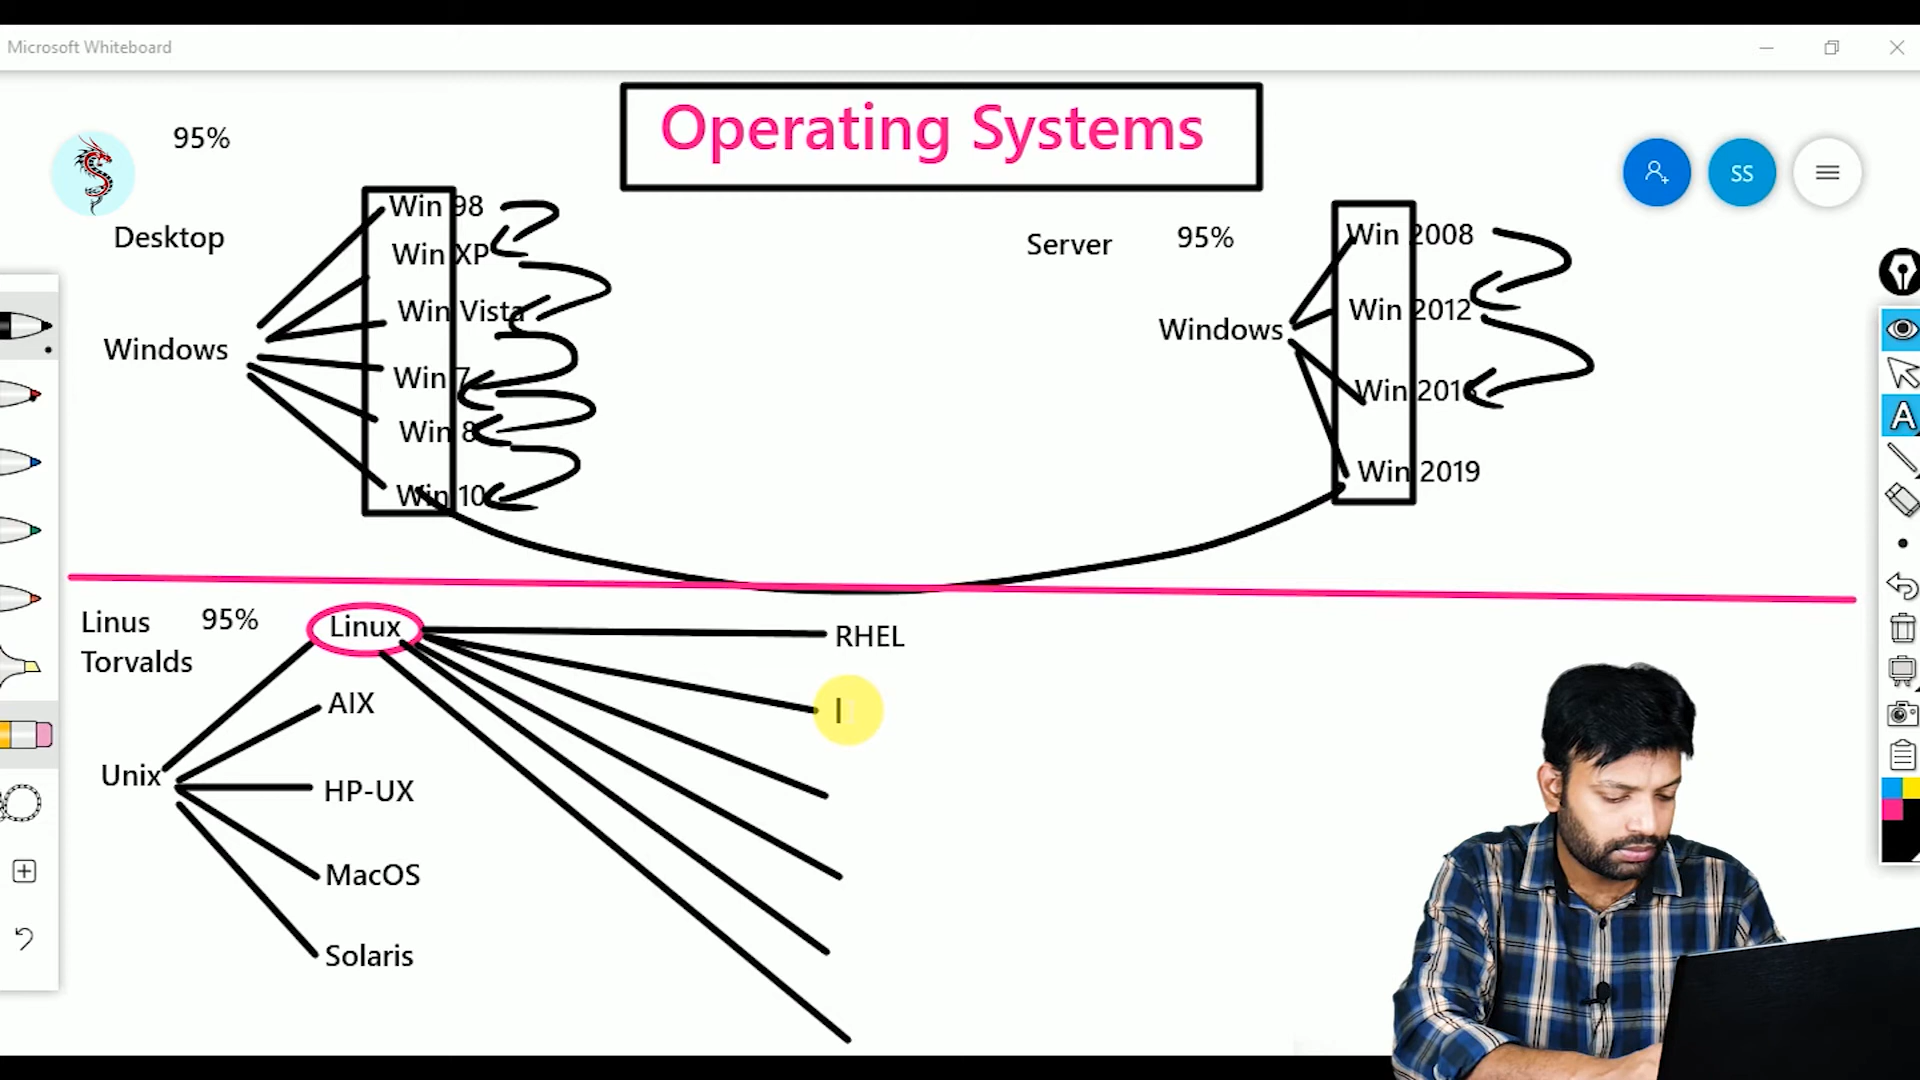 Microsoft Whiteboard
Operating Systems
95%
Desktop
Windows
Win 98
Win XP
Win Vista
Win 7
Win 8
Win 10
Server
95%
Windows
Win 2008
Win 2012
Win 2016
Win 2019
SS
A
Linus
Torvalds
95%
Linux
RHEL
AIX
Unix
HP-UX
MacOS
Solaris